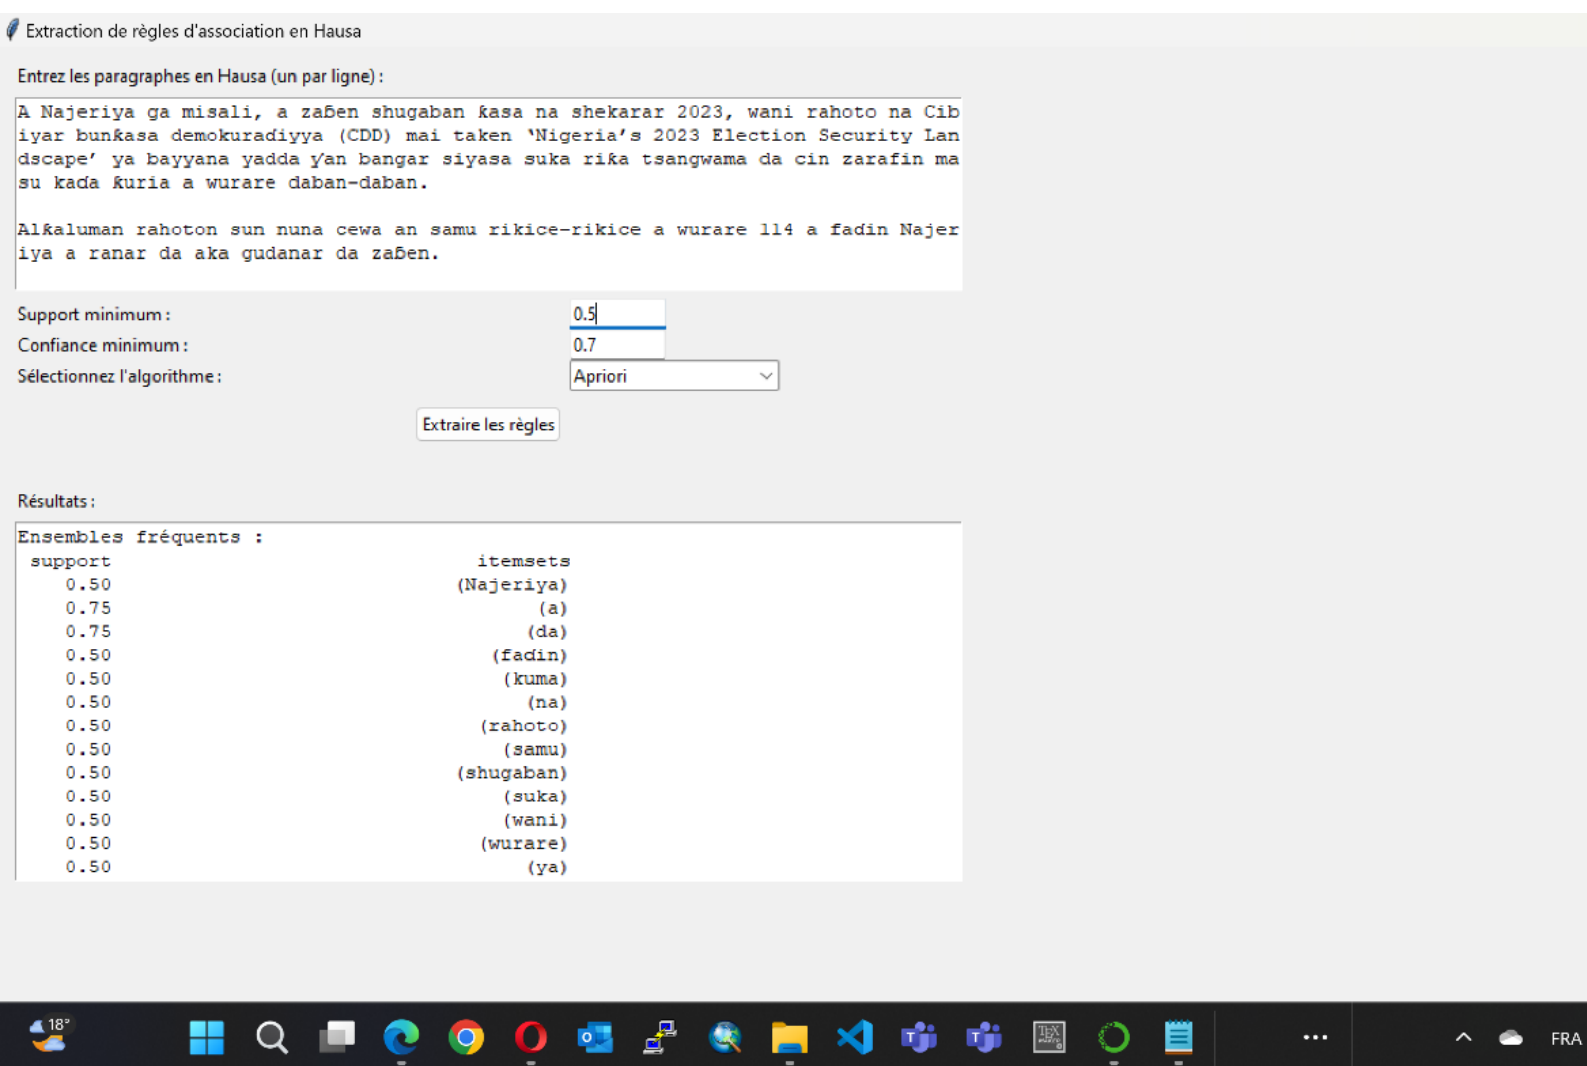 Extraction de règles d'association en Hausa
Entrez les paragraphes en Hausa (un par ligne) :
A Najeriya ga misali, a zaɓen shugaban ƙasa na shekarar 2023, wani rahoto na Cib
iyar bunƙasa demokuraɗiyya (CDD) mai taken ‘Nigeria’s 2023 Election Security Lan
dscape’ ya bayyana yadda ƴan bangar siyasa suka riƙa tsangwama da cin zarafin ma
su kaɗa ƙuria a wurare daban-daban.
Alƙaluman rahoton sun nuna cewa an samu rikice-rikice a wurare 114 a faɗin Najer
iya a ranar da aka gudanar da zaɓen.
Support minimum :
0.5
Confiance minimum :
0.7
Sélectionnez l'algorithme :
Apriori
Extraire les règles
Résultats :
Ensembles fréquents :
support itemsets
0.50 (Najeriya)
0.75 (a)
0.75 (da)
0.50 (faɗin)
0.50 (kuma)
0.50 (na)
0.50 (rahoto)
0.50 (samu)
0.50 (shugaban)
0.50 (suka)
0.50 (wani)
0.50 (wurare)
0.50 (ya)
18°
FRA